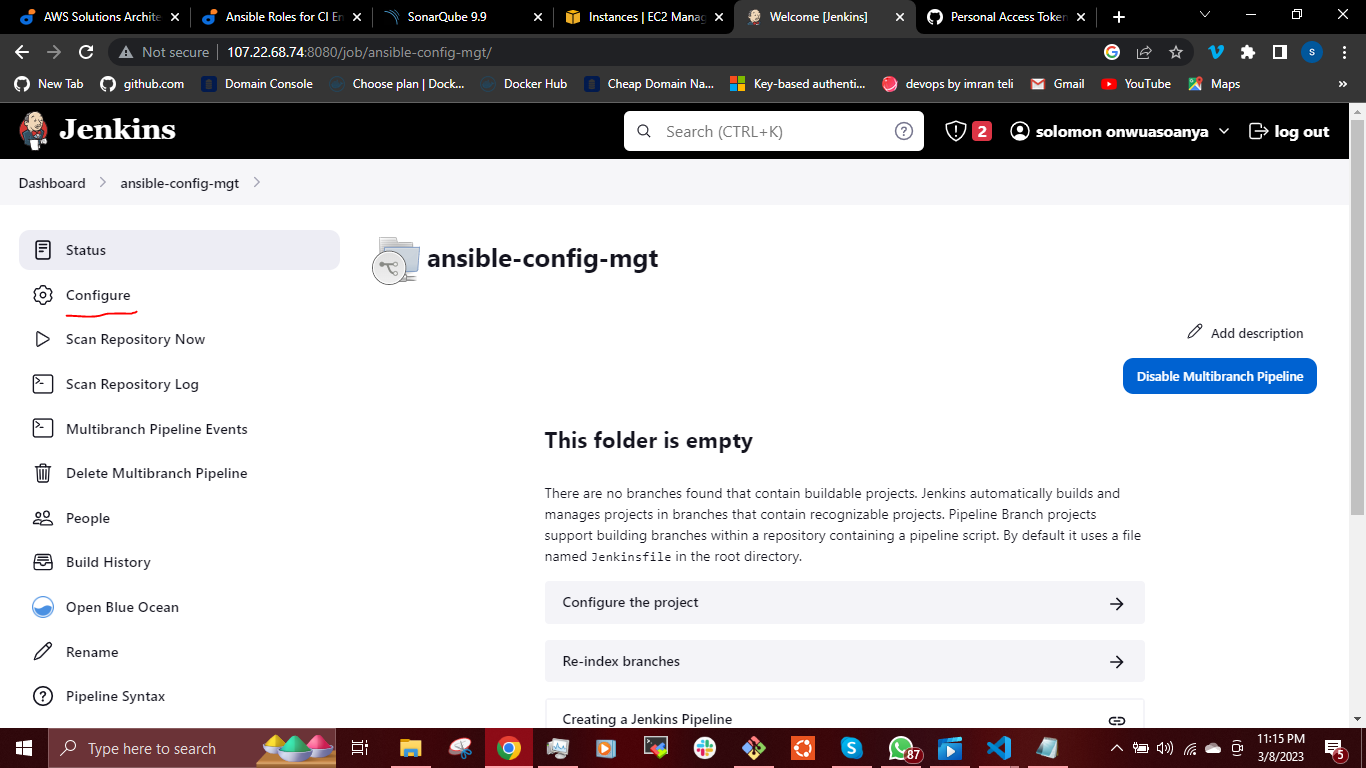 AWS Solutions Archite
Ansible Roles for CI En
SonarQube 9.9
Instances | EC2 Manag
Welcome [Jenkins]
Personal Access Token
Not secure
107.22.68.74:8080/job/ansible-config-mgt/
S
New Tab
github.com
Domain Console
Choose plan | Dock...
Docker Hub
Cheap Domain Na...
Key-based authenti...
devops by imran teli
Gmail
YouTube
Maps
»
Jenkins
Search (CTRL+K)
2
solomon onwuasoanya
log out
Dashboard
ansible-config-mgt
Status
Configure
Scan Repository Now
Scan Repository Log
Multibranch Pipeline Events
Delete Multibranch Pipeline
People
Build History
Open Blue Ocean
Rename
Pipeline Syntax
ansible-config-mgt
Add description
Disable Multibranch Pipeline
This folder is empty
There are no branches found that contain buildable projects. Jenkins automatically builds and
manages projects in branches that contain recognizable projects. Pipeline Branch projects
support building branches within a repository containing a pipeline script. By default it uses a file
named Jenkinsfile in the root directory.
Configure the project
Re-index branches
Creating a Jenkins Pipeline
Type here to search
87
11:15 PM
3/8/2023
5